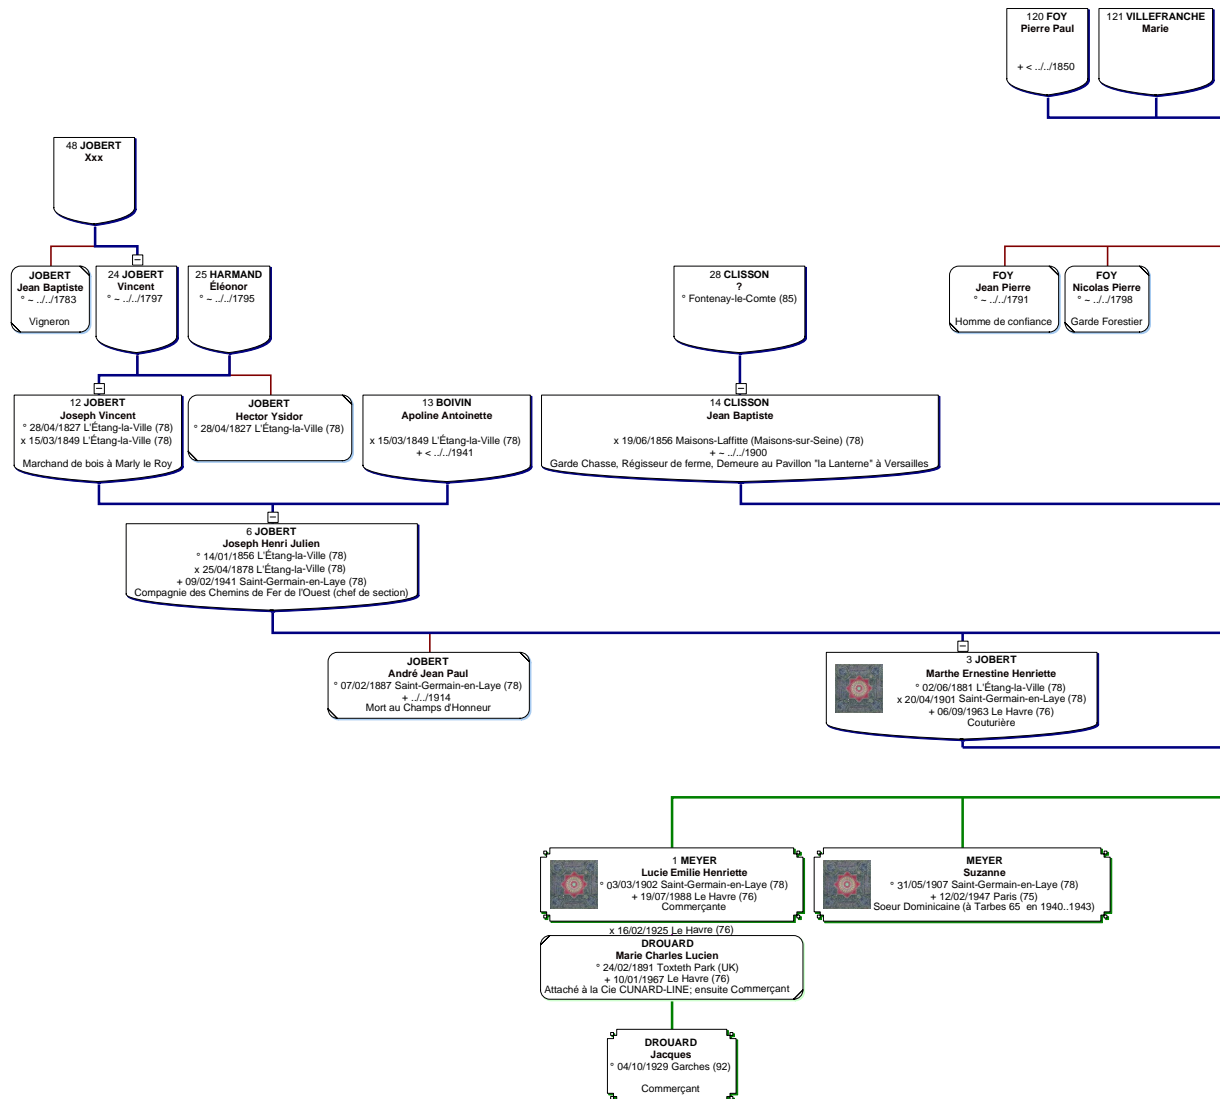 120 FOY
Pierre Paul
+ < ../../1850
121 VILLEFRANCHE
Marie
48 JOBERT
Xxx
JOBERT
Jean Baptiste
° ~ ../../1783
Vigneron
24 JOBERT
Vincent
° ~ ../../1797
25 HARMAND
Éléonor
° ~ ../../1795
28 CLISSON
?
° Fontenay-le-Comte (85)
FOY
Jean Pierre
° ~ ../../1791
Homme de confiance
FOY
Nicolas Pierre
° ~ ../../1798
Garde Forestier
12 JOBERT
Joseph Vincent
° 28/04/1827 L'Étang-la-Ville (78)
x 15/03/1849 L'Étang-la-Ville (78)
Marchand de bois à Marly le Roy
JOBERT
Hector Ysidor
° 28/04/1827 L'Étang-la-Ville (78)
13 BOIVIN
Apoline Antoinette
x 15/03/1849 L'Étang-la-Ville (78)
+ < ../../1941
14 CLISSON
Jean Baptiste
x 19/06/1856 Maisons-Laffitte (Maisons-sur-Seine) (78)
+ ~ ../../1900
Garde Chasse, Régisseur de ferme, Demeure au Pavillon "la Lanterne" à Versailles
6 JOBERT
Joseph Henri Julien
° 14/01/1856 L'Étang-la-Ville (78)
x 25/04/1878 L'Étang-la-Ville (78)
+ 09/02/1941 Saint-Germain-en-Laye (78)
Compagnie des Chemins de Fer de l'Ouest (chef de section)
JOBERT
André Jean Paul
° 07/02/1887 Saint-Germain-en-Laye (78)
+ ../../1914
Mort au Champs d'Honneur
3 JOBERT
Marthe Ernestine Henriette
° 02/06/1881 L'Étang-la-Ville (78)
x 20/04/1901 Saint-Germain-en-Laye (78)
+ 06/09/1963 Le Havre (76)
Couturière
1 MEYER
Lucie Emilie Henriette
° 03/03/1902 Saint-Germain-en-Laye (78)
+ 19/07/1988 Le Havre (76)
Commerçante
MEYER
Suzanne
° 31/05/1907 Saint-Germain-en-Laye (78)
+ 12/02/1947 Paris (75)
Soeur Dominicaine (à Tarbes 65 en 1940..1943)
x 16/02/1925 Le Havre (76)
DROUARD
Marie Charles Lucien
° 24/02/1891 Toxteth Park (UK)
+ 10/01/1967 Le Havre (76)
Attaché à la Cie CUNARD-LINE; ensuite Commerçant
DROUARD
Jacques
° 04/10/1929 Garches (92)
Commerçant